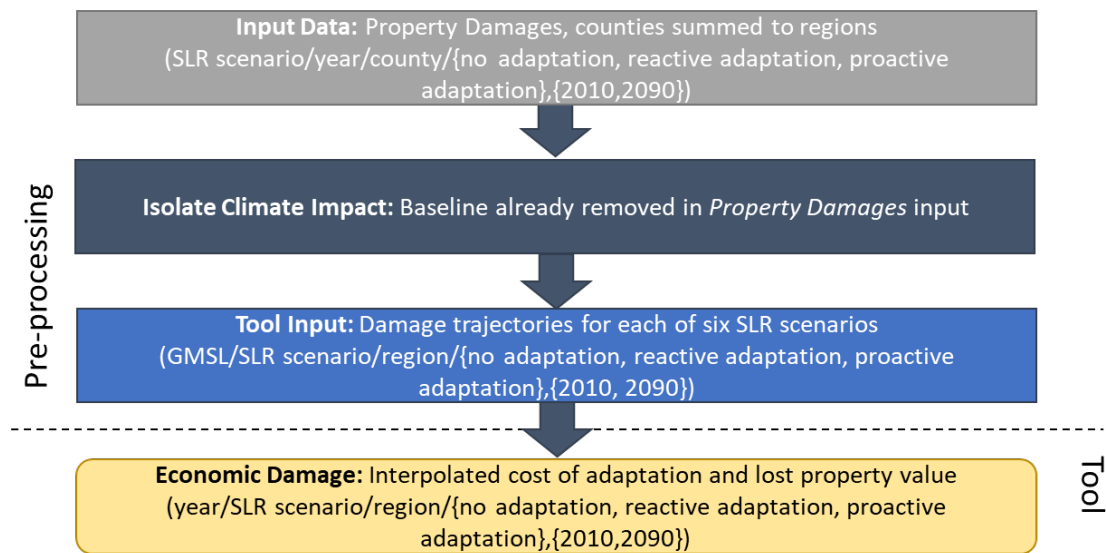 Input Data: Property Damages, counties summed to regions
(SLR scenario/year/county/{no adaptation, reactive adaptation, proactive
adaptation},{2010,2090})
Pre-processing
Isolate Climate Impact: Baseline already removed in Property Damages input
Tool Input: Damage trajectories for each of six SLR scenarios
(GMSL/SLR scenario/region/{no adaptation, reactive adaptation, proactive
adaptation},{2010, 2090})
Tool
Economic Damage: Interpolated cost of adaptation and lost property value
(year/SLR scenario/region/{no adaptation, reactive adaptation, proactive
adaptation},{2010,2090})